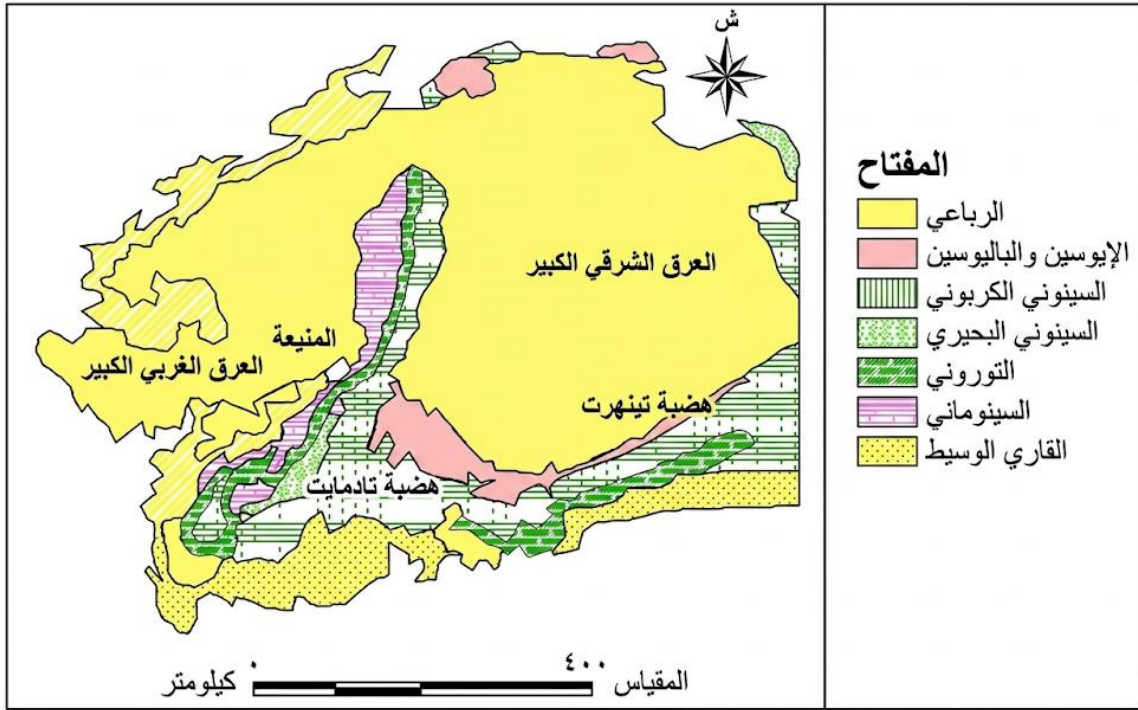 ش
العرق الشرقي الكبير
المنيعة
العرق الغربي الكبير
هضبة تينهرت
هضبة تادمايت
المقياس ٤٠٠ ٠ كيلومتر
المفتاح
الرباعي
الإيوسين والباليوسين
السينوني الكربوني
السينوني البحيري
التوروني
السينوماني
القاري الوسيط